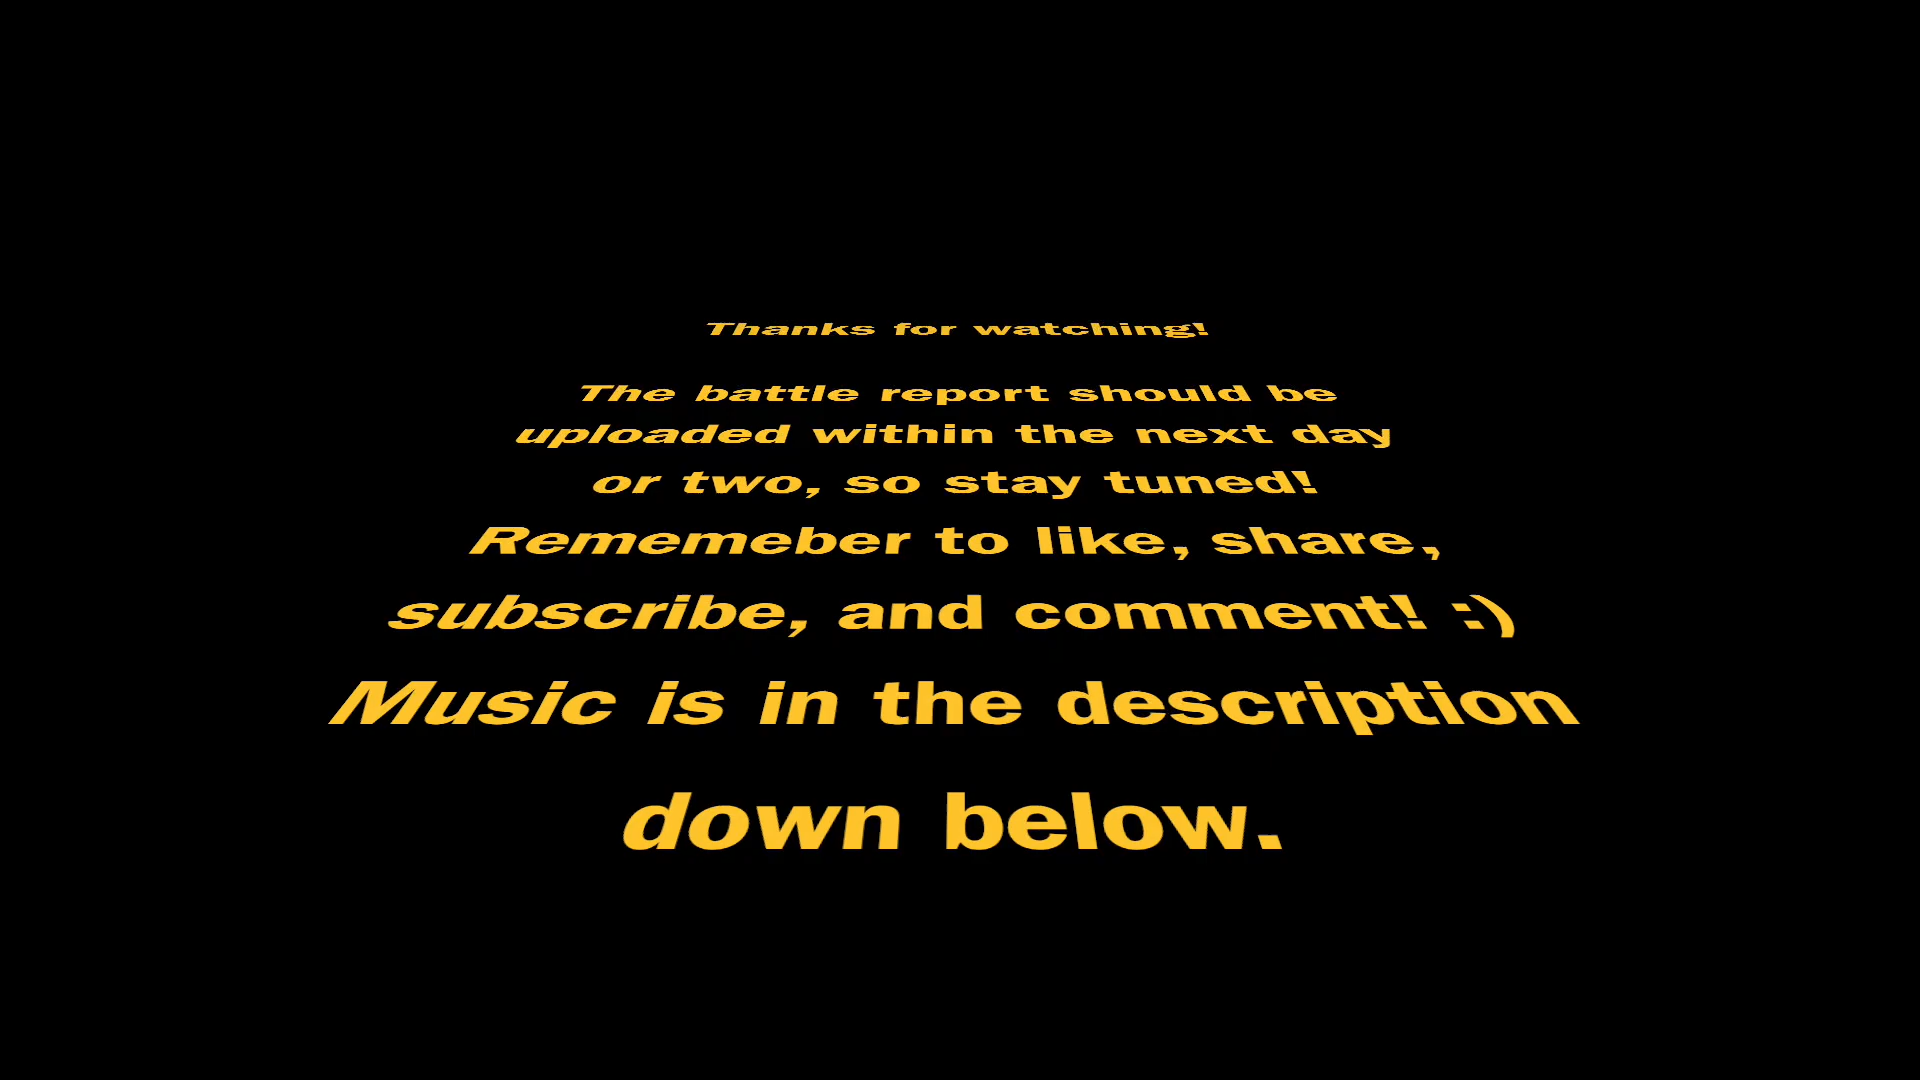 Thanks for watching!
The battle report should be
uploaded within the next day
or two, so stay tuned!
Rememeber to like, share,
subscribe, and comment! :)
Music is in the description
down below.